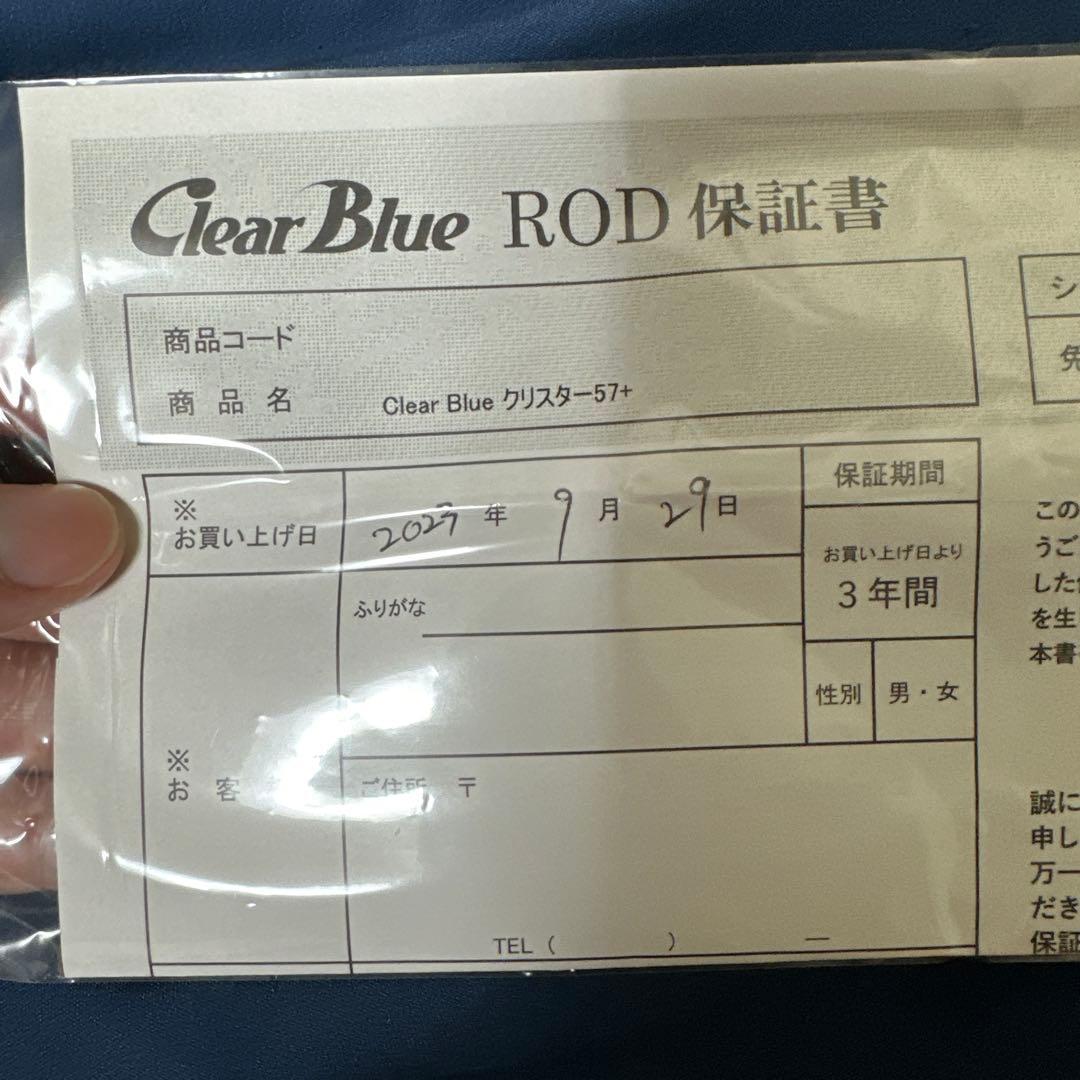 Clear Blue ROD 保証書
商品コード
商品名 Clear Blue クリスター57+
※
お買い上げ日
年 9月 29日
保証期間
お買い上げ日より
3年間
ふりがな
性別 男・女
※
お客
ご住所 〒
TEL ( ) ー
シ
免
この
うご
した
を生
本書
誠に
申し
万一
だき
保証